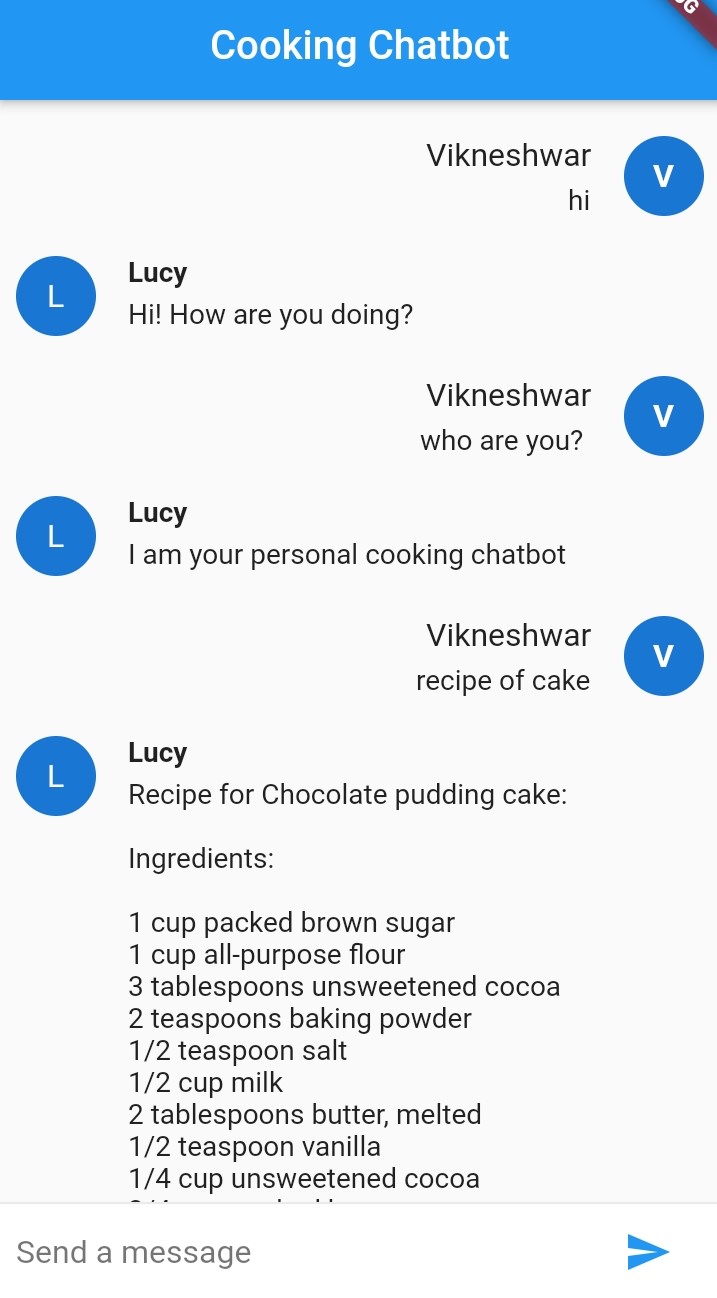 Cooking Chatbot
Vikneshwar
V
hi
L
Lucy
Hi! How are you doing?
Vikneshwar
V
who are you?
L
Lucy
I am your personal cooking chatbot
Vikneshwar
V
recipe of cake
L
Lucy
Recipe for Chocolate pudding cake:
Ingredients:
1 cup packed brown sugar
1 cup all-purpose flour
3 tablespoons unsweetened cocoa
2 teaspoons baking powder
1/2 teaspoon salt
1/2 cup milk
2 tablespoons butter, melted
1/2 teaspoon vanilla
1/4 cup unsweetened cocoa
Send a message